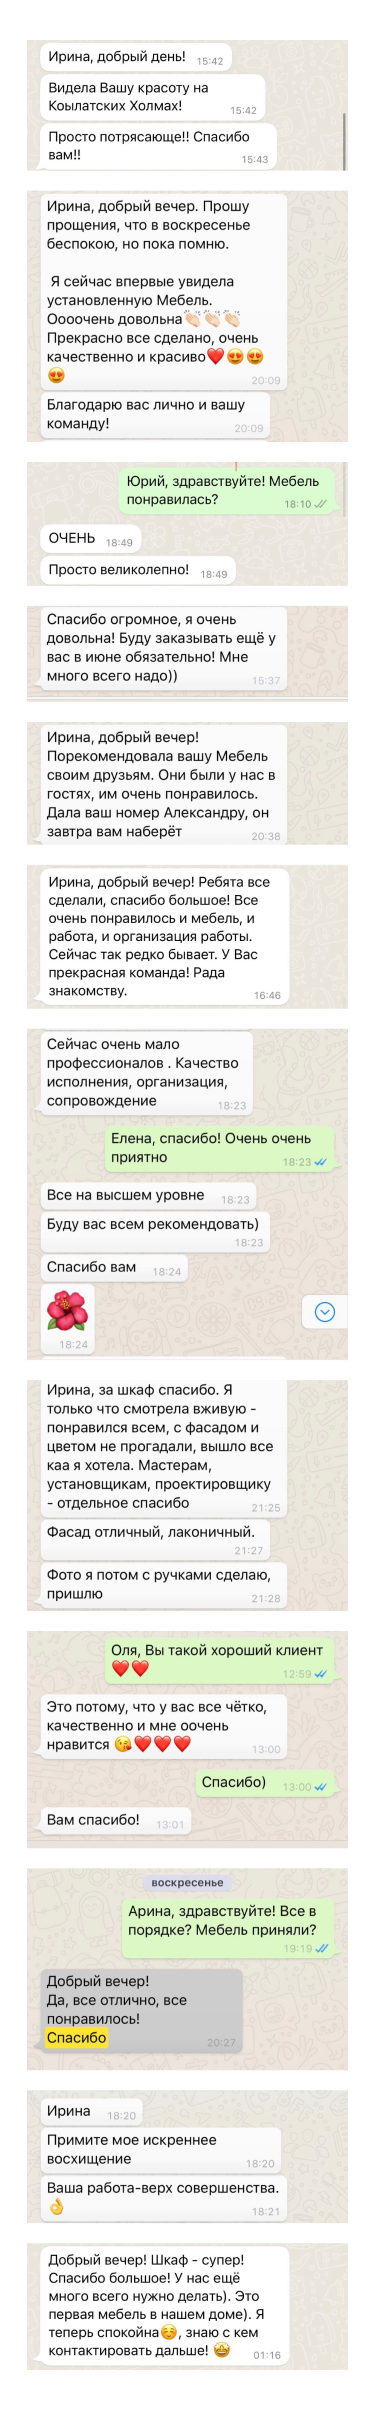 Ирина, добрый день! 15:42
Видела Вашу красоту на
Коылатских Холмах! 15:42
Просто потрясающе!! Спасибо
вам!! 15:43
Ирина, добрый вечер. Прошу
прощения, что в воскресенье
беспокою, но пока помню.
Я сейчас впервые увидела
установленную Мебель.
Оооочень довольна👏🏻👏🏻👏🏻
Прекрасно все сделано, очень
качественно и красиво❤️😍😍
😍 20:09
Благодарю вас лично и вашу
команду! 20:09
Юрий, здравствуйте! Мебель
понравилась? 18:10
ОЧЕНЬ 18:49
Просто великолепно! 18:49
Спасибо огромное, я очень
довольна! Буду заказывать ещё у
вас в июне обязательно! Мне
много всего надо)) 15:37
Ирина, добрый вечер!
Порекомендовала вашу Мебель
своим друзьям. Они были у нас в
гостях, им очень понравилось.
Дала ваш номер Александру, он
завтра вам наберёт 20:38
Ирина, добрый вечер! Ребята все
сделали, спасибо большое! Все
очень понравилось и мебель, и
работа, и организация работы.
Сейчас так редко бывает. У Вас
прекрасная команда! Рада
знакомству. 16:46
Сейчас очень мало
профессионалов . Качество
исполнения, организация,
сопровождение 18:23
Елена, спасибо! Очень очень
приятно 18:23
Все на высшем уровне 18:23
Буду вас всем рекомендовать)
18:23
Спасибо вам 18:24
🌺
18:24
Ирина, за шкаф спасибо. Я
только что смотрела вживую -
понравился всем, с фасадом и
цветом не прогадали, вышло все
каа я хотела. Мастерам,
установщикам, проектировщику
- отдельное спасибо 21:25
Фасад отличный, лаконичный.
21:27
Фото я потом с ручками сделаю,
пришлю 21:28
Оля, Вы такой хороший клиент
❤️❤️ 12:59
Это потому, что у вас все чётко,
качественно и мне оочень
нравится 😘❤️❤️❤️ 13:00
Спасибо) 13:00
Вам спасибо! 13:01
воскресенье
Арина, здравствуйте! Все в
порядке? Мебель приняли?
19:19
Добрый вечер!
Да, все отлично, все
понравилось!
Спасибо 20:27
Ирина 18:20
Примите мое искреннее
восхищение 18:20
Ваша работа-верх совершенства.
👌 18:21
Добрый вечер! Шкаф - супер!
Спасибо большое! У нас ещё
много всего нужно делать). Это
первая мебель в нашем доме). Я
теперь спокойна☺️, знаю с кем
контактировать дальше! 🤩 01:16